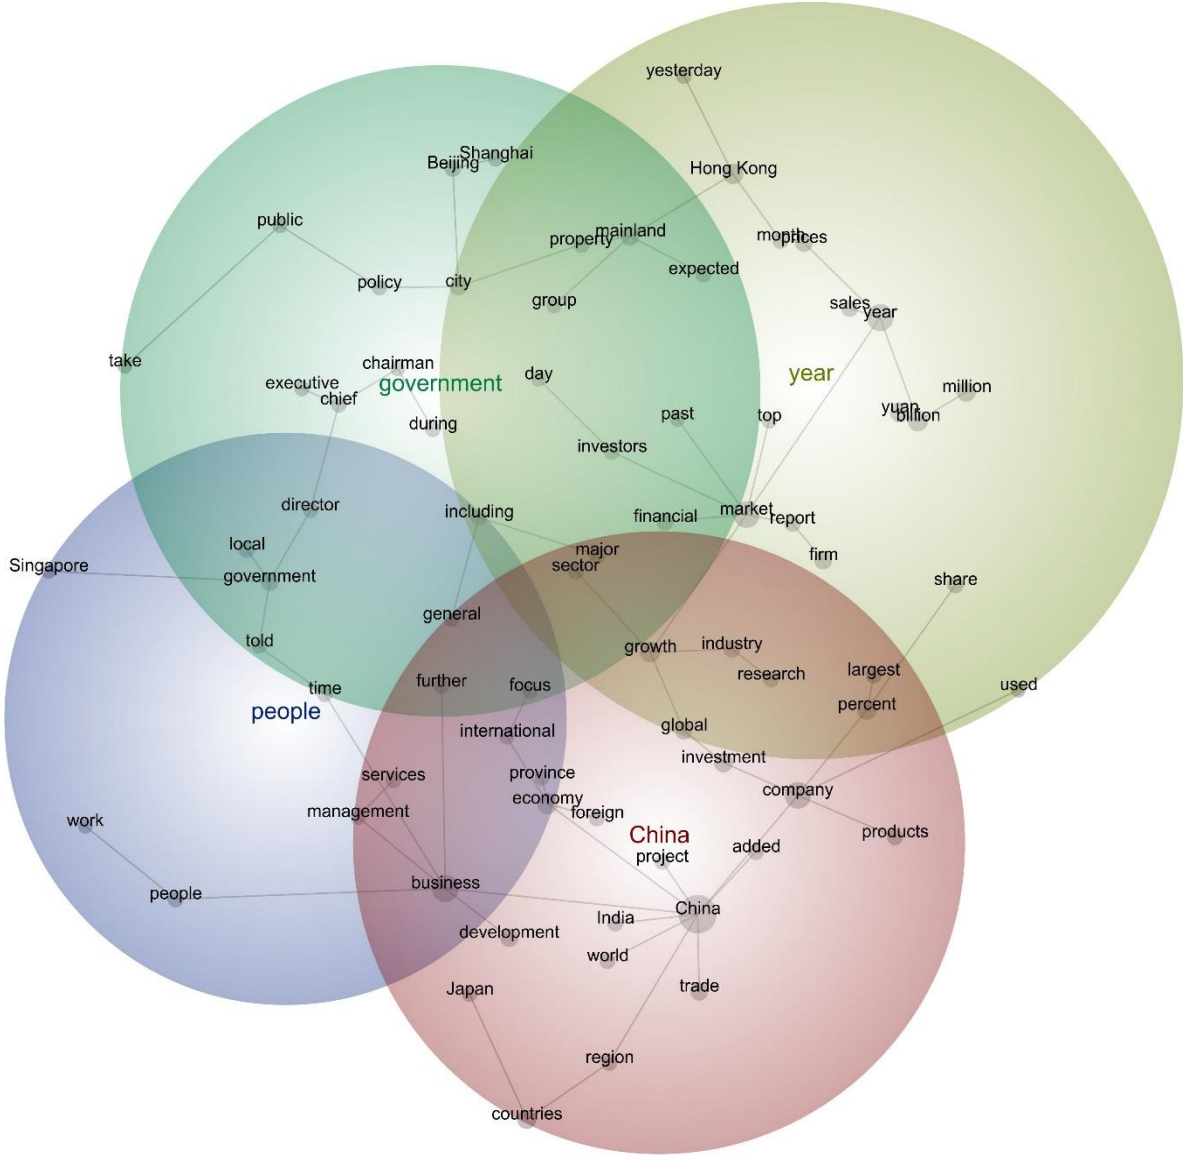 yesterday
Shanghai
Beijing
Hong Kong
public
mainland
property
month
prices
expected
policy
city
group
sales
year
take
chairman
day
year
executive
government
chief
million
yuan
billion
past
top
during
investors
director
including
market
financial
report
local
major
firm
Singapore
sector
government
share
general
told
growth
industry
largest
research
further
focus
used
time
percent
people
global
international
investment
province
services
company
economy
management
foreign
work
China
products
added
project
business
people
China
India
development
world
trade
Japan
region
countries